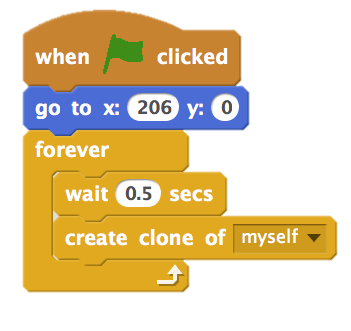 when clicked
go to x: 206 y: 0
forever
wait 0.5 secs
create clone of myself